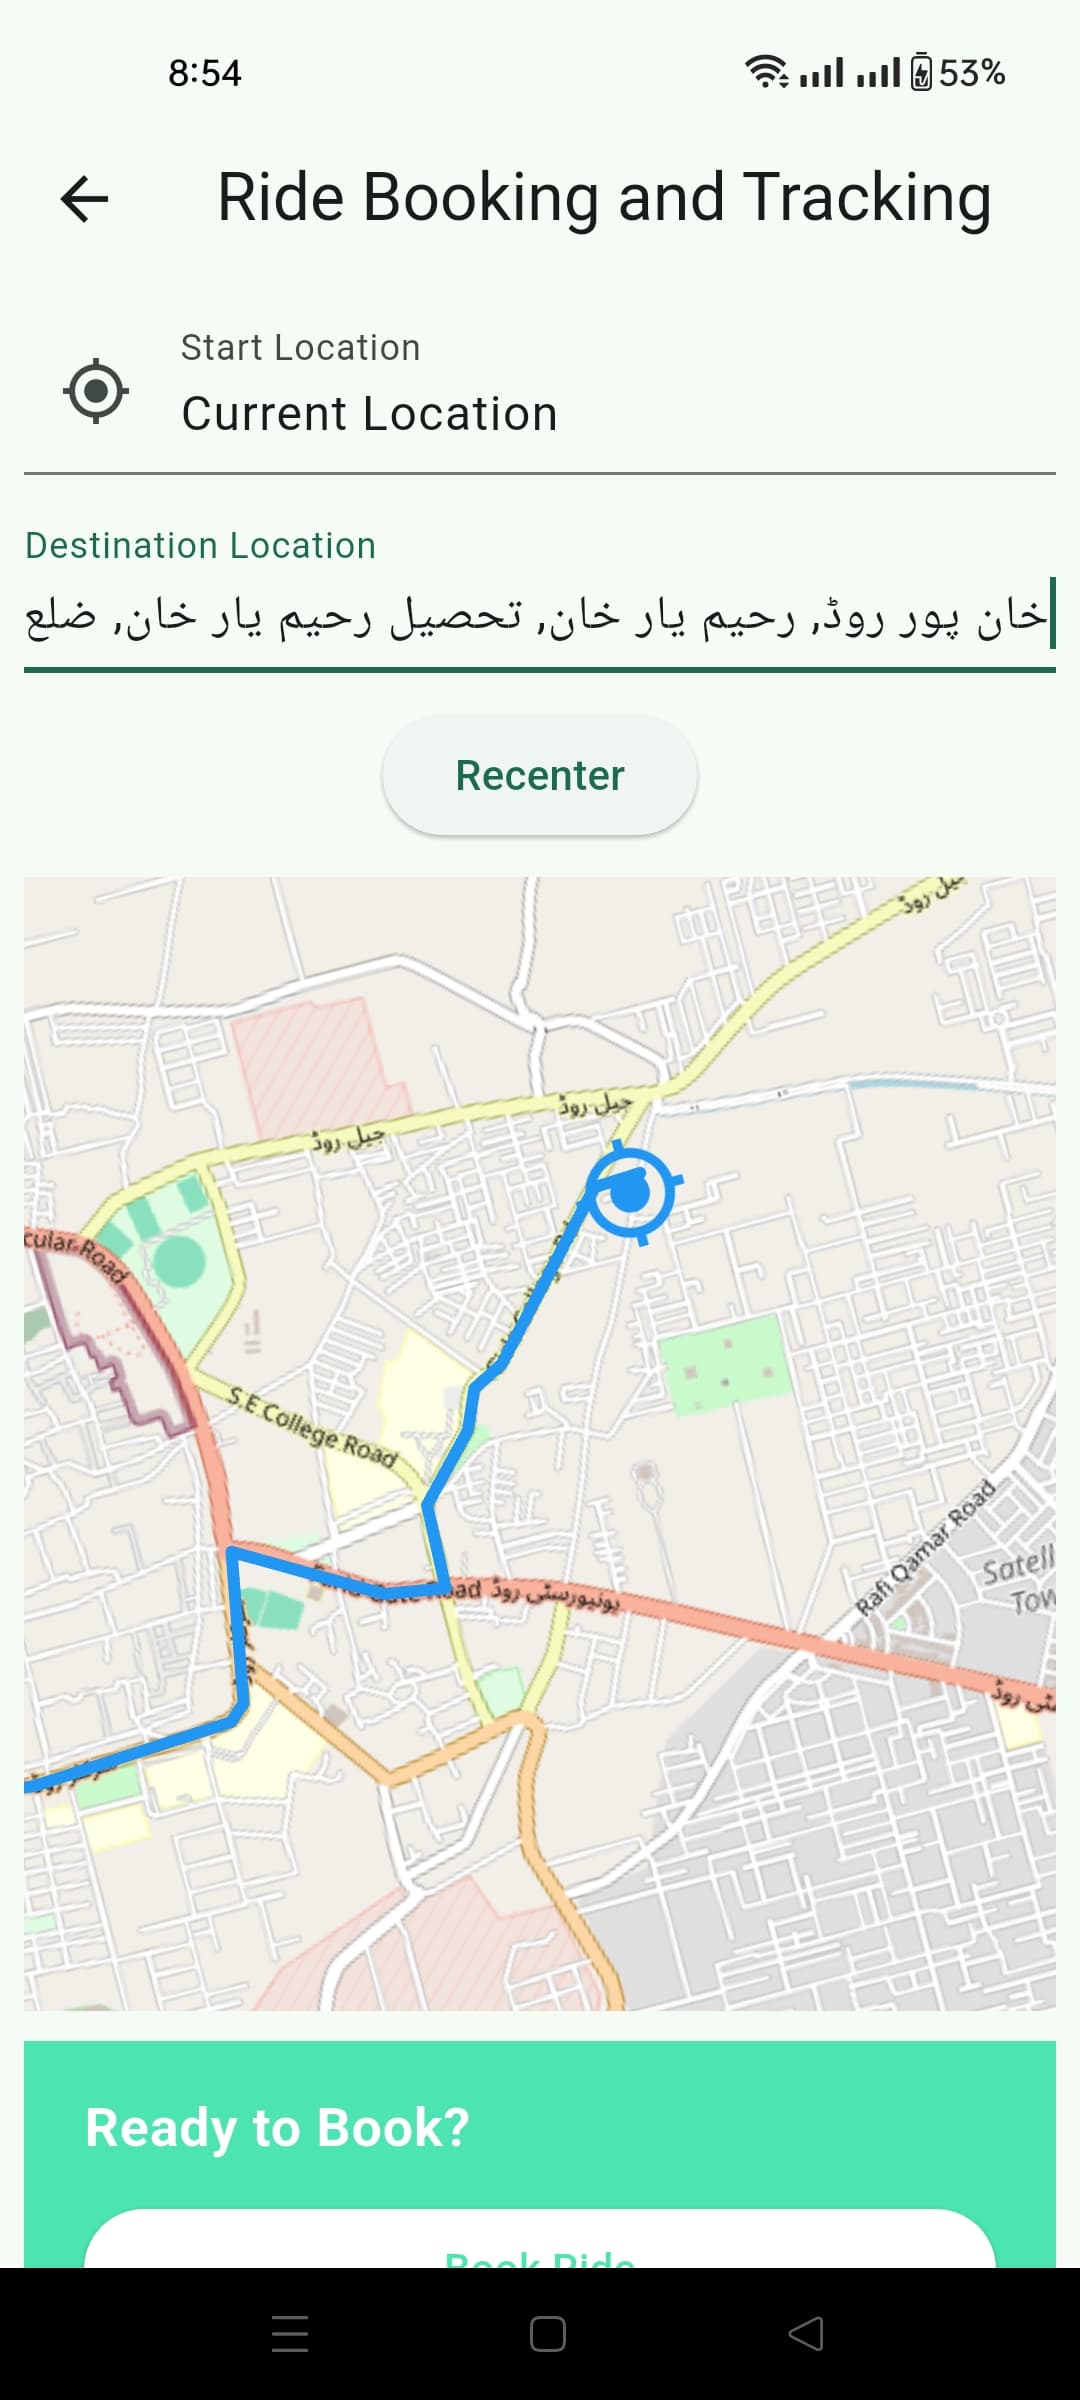 8:54
53%
Ride Booking and Tracking
Start Location
Current Location
Destination Location
خان پور روڈ, رحیم یار خان, تحصیل رحیم یار خان, ضلع
Recenter
جیل روڈ
جیل روڈ
جیل روڈ
cular Road
S.E College Road
Rafi Qamar Road
Satell
Tow
oad یونیورسٹی روڈ
ٹی روڈ
Ready to Book?
Book Ride